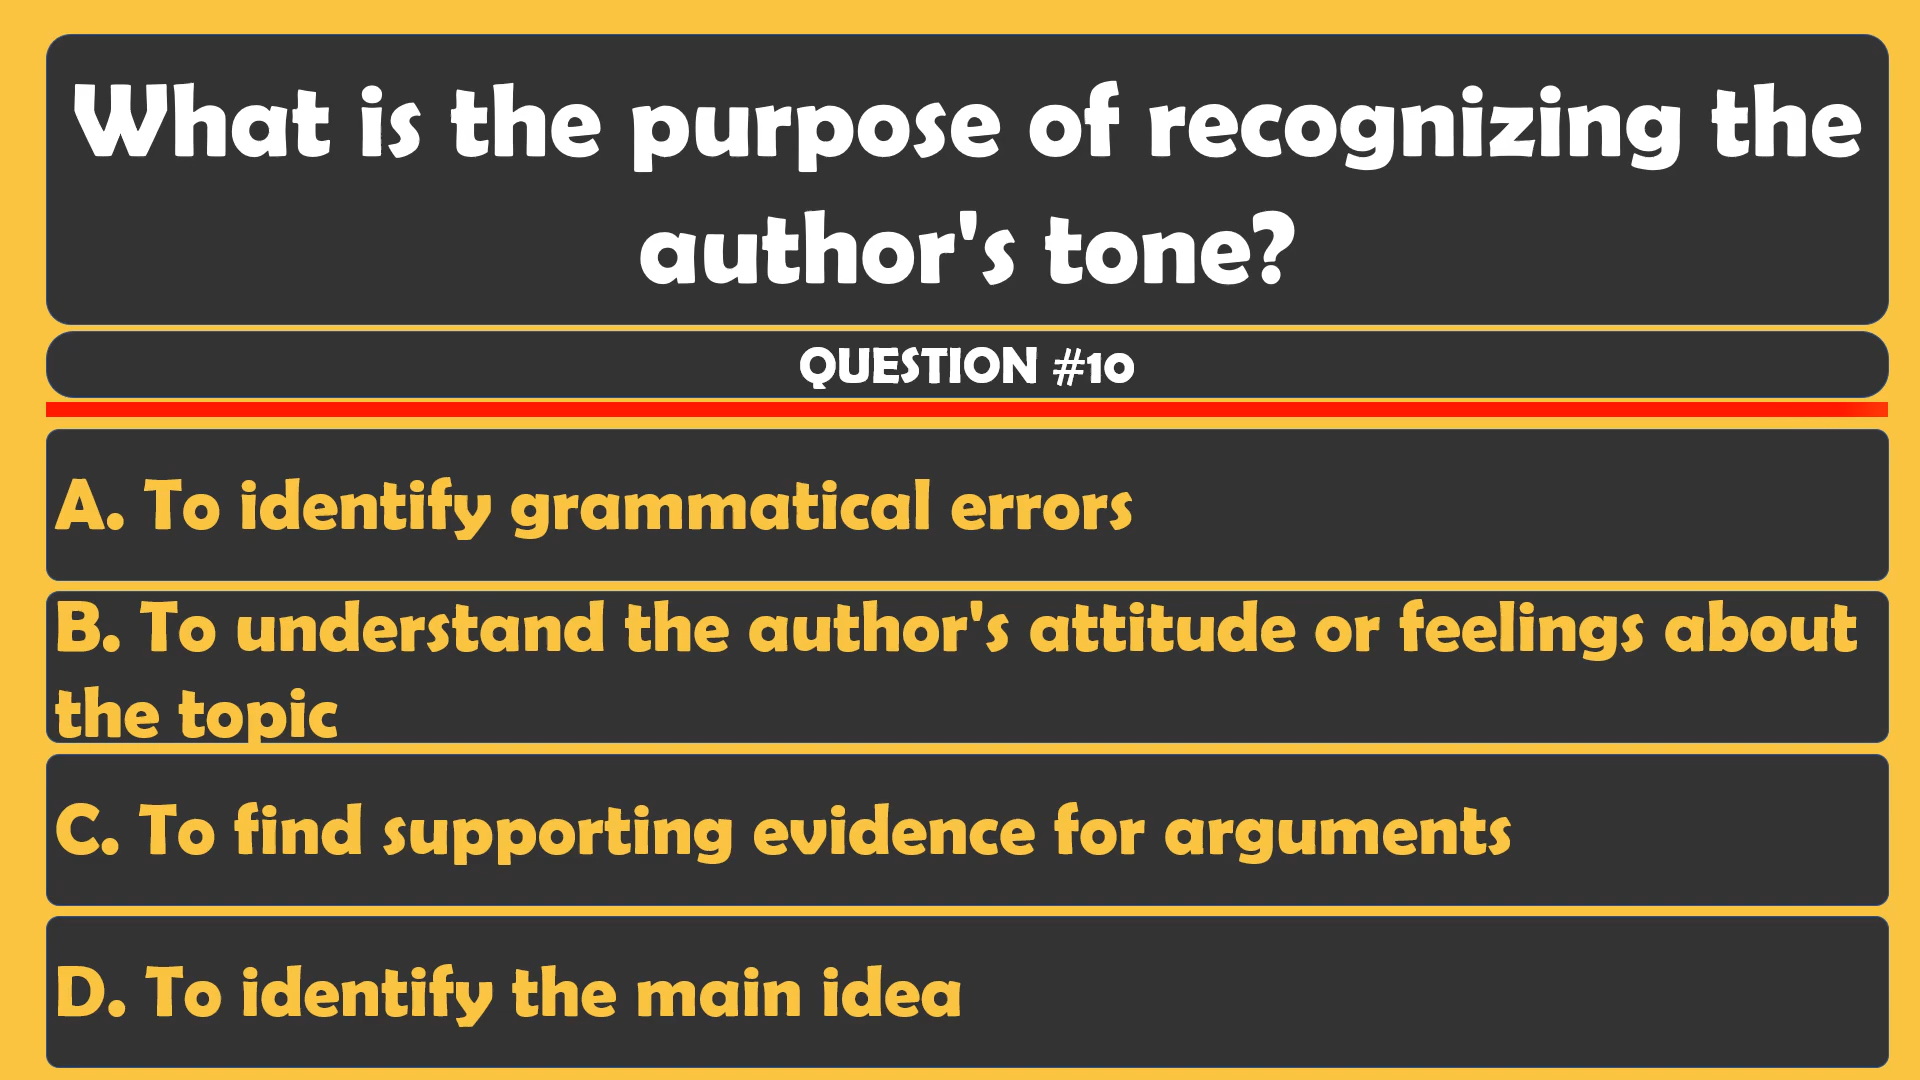 What is the purpose of recognizing the
author's tone?
QUESTION #10
A. To identify grammatical errors
B. To understand the author's attitude or feelings about
the topic
C. To find supporting evidence for arguments
D. To identify the main idea